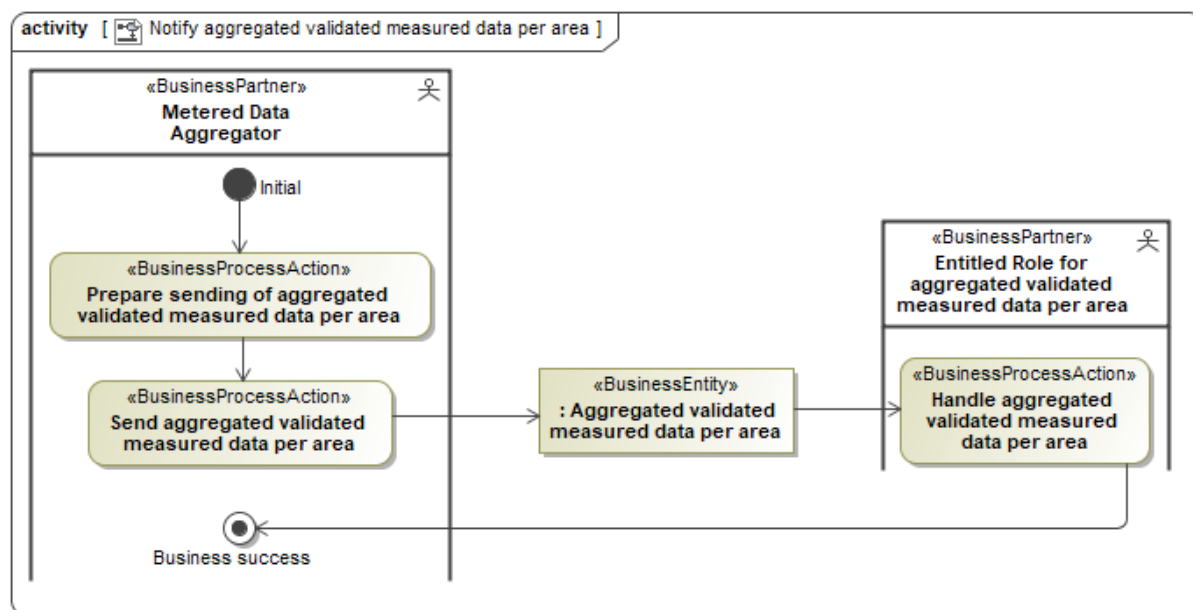 activity [ Notify aggregated validated measured data per area ]
«BusinessPartner»
Metered Data
Aggregator
Initial
«BusinessProcessAction»
Prepare sending of aggregated
validated measured data per area
«BusinessProcessAction»
Send aggregated validated
measured data per area
«BusinessEntity»
: Aggregated validated
measured data per area
«BusinessPartner»
Entitled Role for
aggregated validated
measured data per area
«BusinessProcessAction»
Handle aggregated
validated measured
data per area
Business success